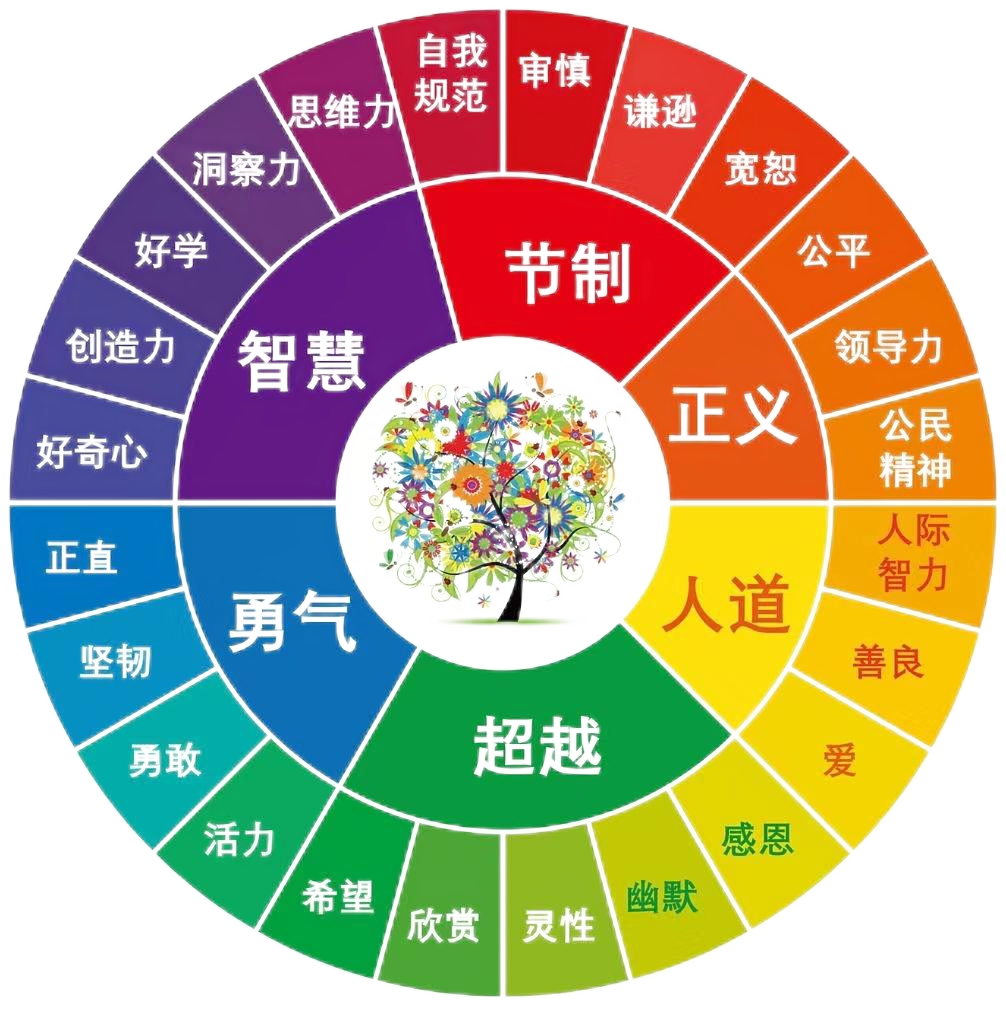 自我
规范
审慎
谦逊
宽恕
公平
领导力
公民
精神
人际
智力
善良
爱
感恩
幽默
灵性
欣赏
希望
活力
勇敢
坚韧
正直
好奇心
创造力
好学
洞察力
思维力
节制
正义
人道
超越
勇气
智慧